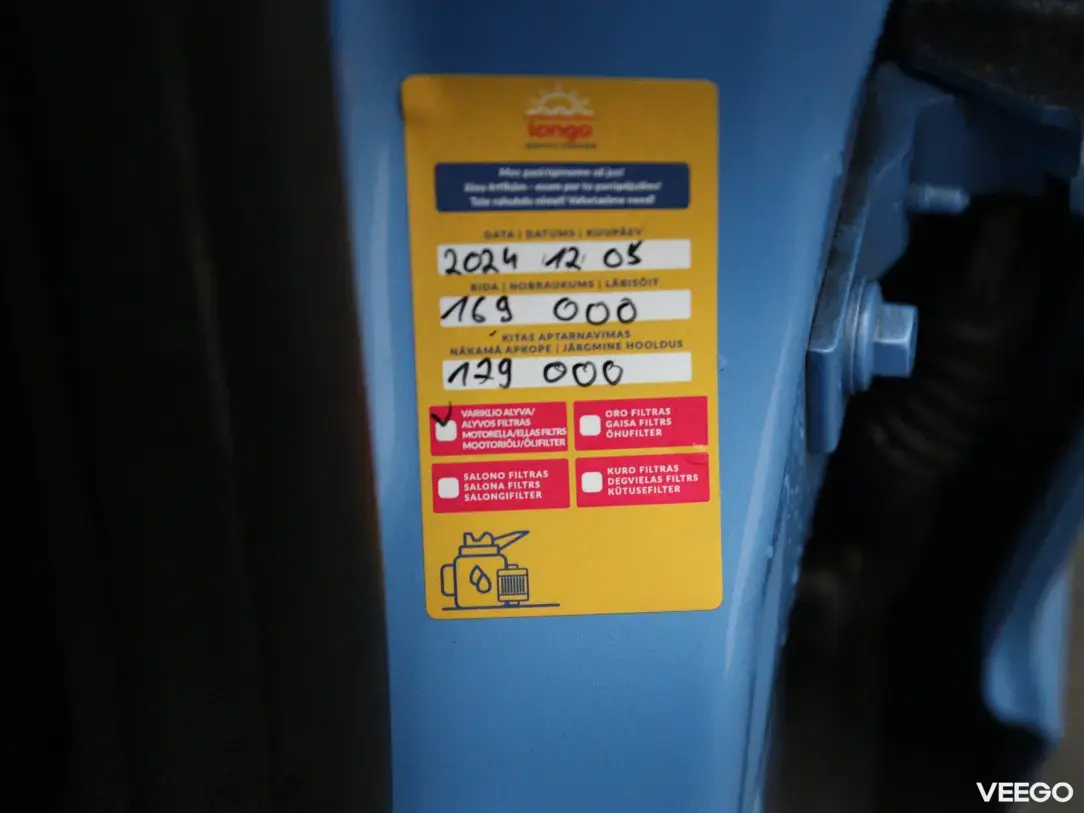 longo
DATA | DATUMS | KUUPÄEV
2024 12 05
RIDA | NOBRAUKUMS | LÄBISÕIT
169 000
KITAS APTARNAVIMAS
NĀKAMĀ APKOPE | JÄRGMINE HOOLDUS
179 000
VARIKLIO ALYVA/
ALYVOS FILTRAS
MOTOREĻĻA/EĻĻAS FILTRS
MOOTORIÕLI/ÕLIFILTER
ORO FILTRAS
GAISA FILTRS
ÕHUFILTER
SALONO FILTRAS
SALONA FILTRS
SALONGIFILTER
KURO FILTRAS
DEGVIELAS FILTRS
KÜTUSEFILTER
VEEGO